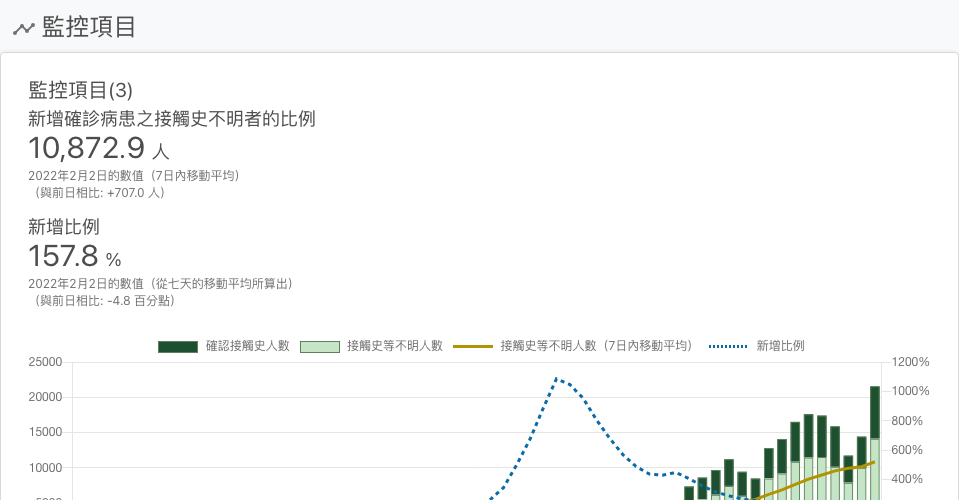 監控項目
監控項目(3)
新增確診病患之接觸史不明者的比例
10,872.9 人
2022年2月2日的數值（7日內移動平均）
（與前日相比: +707.0 人）
新增比例
157.8 %
2022年2月2日的數值（從七天的移動平均所算出）
（與前日相比: -4.8 百分點）
確認接觸史人數 接觸史等不明人數 接觸史等不明人數（7日內移動平均） 新增比例
25000 1200%
20000 1000%
15000 800%
600%
10000 400%